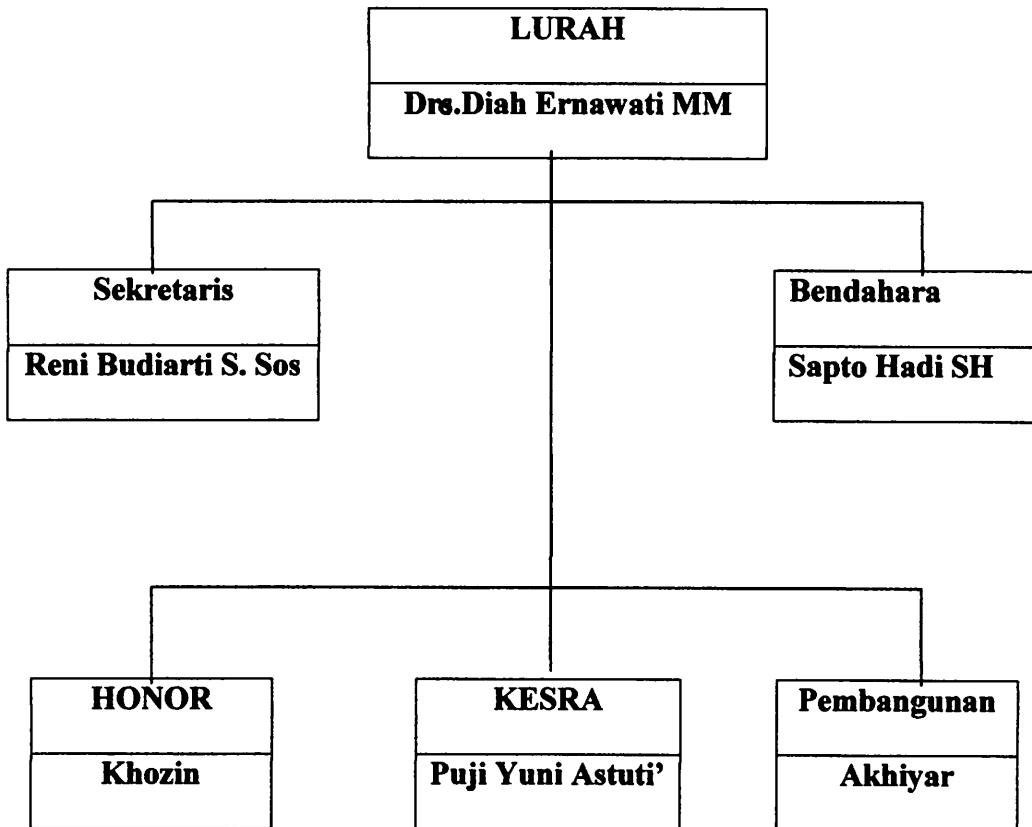 LURAH
Drs.Diah Ernawati MM
Sekretaris
Bendahara
Reni Budiarti S. Sos
Sapto Hadi SH
HONOR
KESRA
Pembangunan
Khozin
Puji Yuni Astuti’
Akhiyar